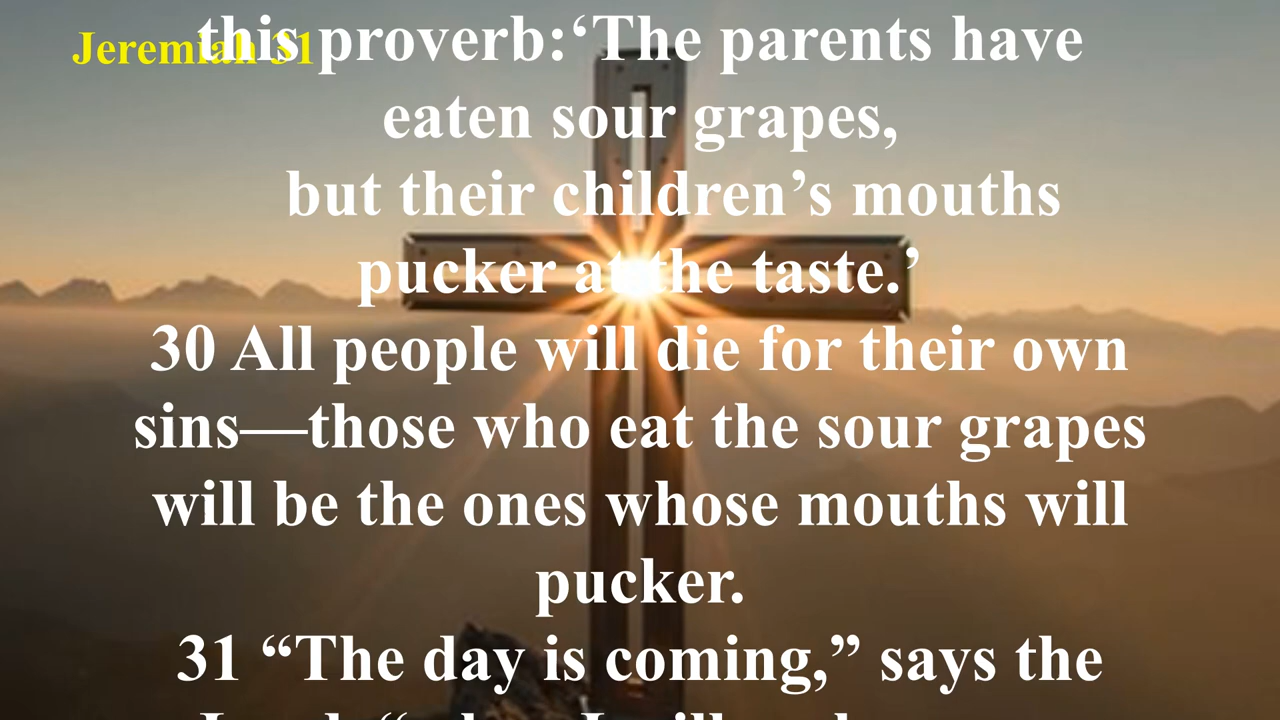 Jeremiah 31
this proverb:‘The parents have
eaten sour grapes,
but their children’s mouths
pucker at the taste.’
30 All people will die for their own
sins—those who eat the sour grapes
will be the ones whose mouths will
pucker.
31 “The day is coming,” says the